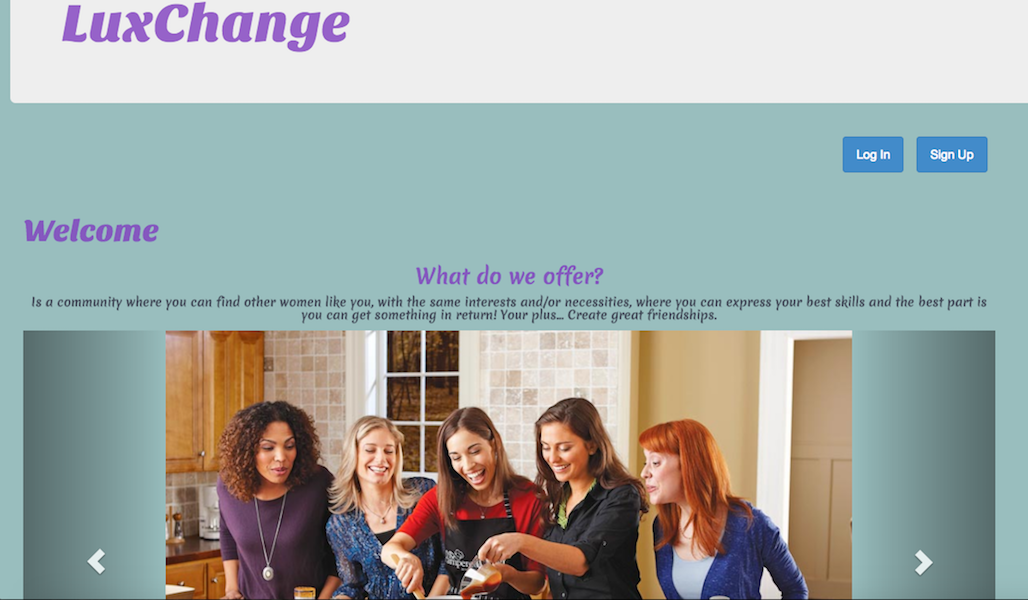 LuxChange
Log In
Sign Up
Welcome
What do we offer?
Is a community where you can find other women like you, with the same interests and/or necessities, where you can express your best skills and the best part is
you can get something in return! Your plus... Create great friendships.